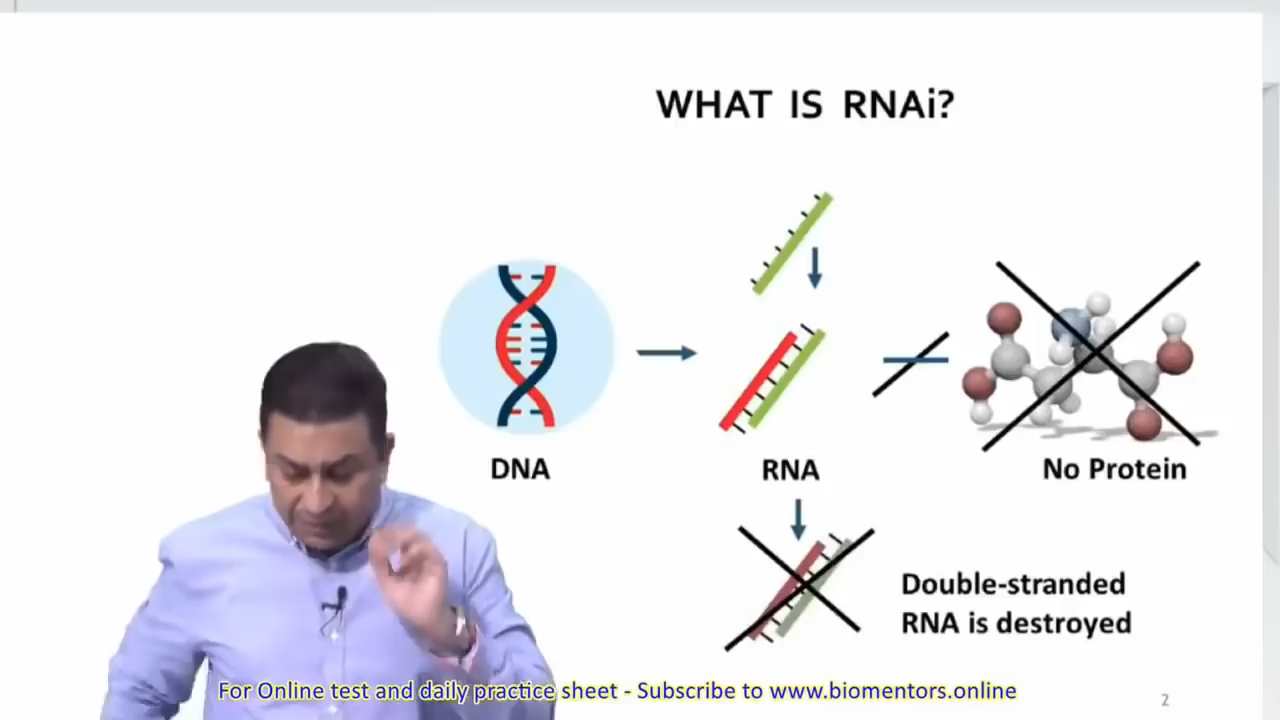 WHAT IS RNAi?
DNA
RNA
No Protein
Double-stranded
RNA is destroyed
For Online test and daily practice sheet - Subscribe to www.biomentors.online
2